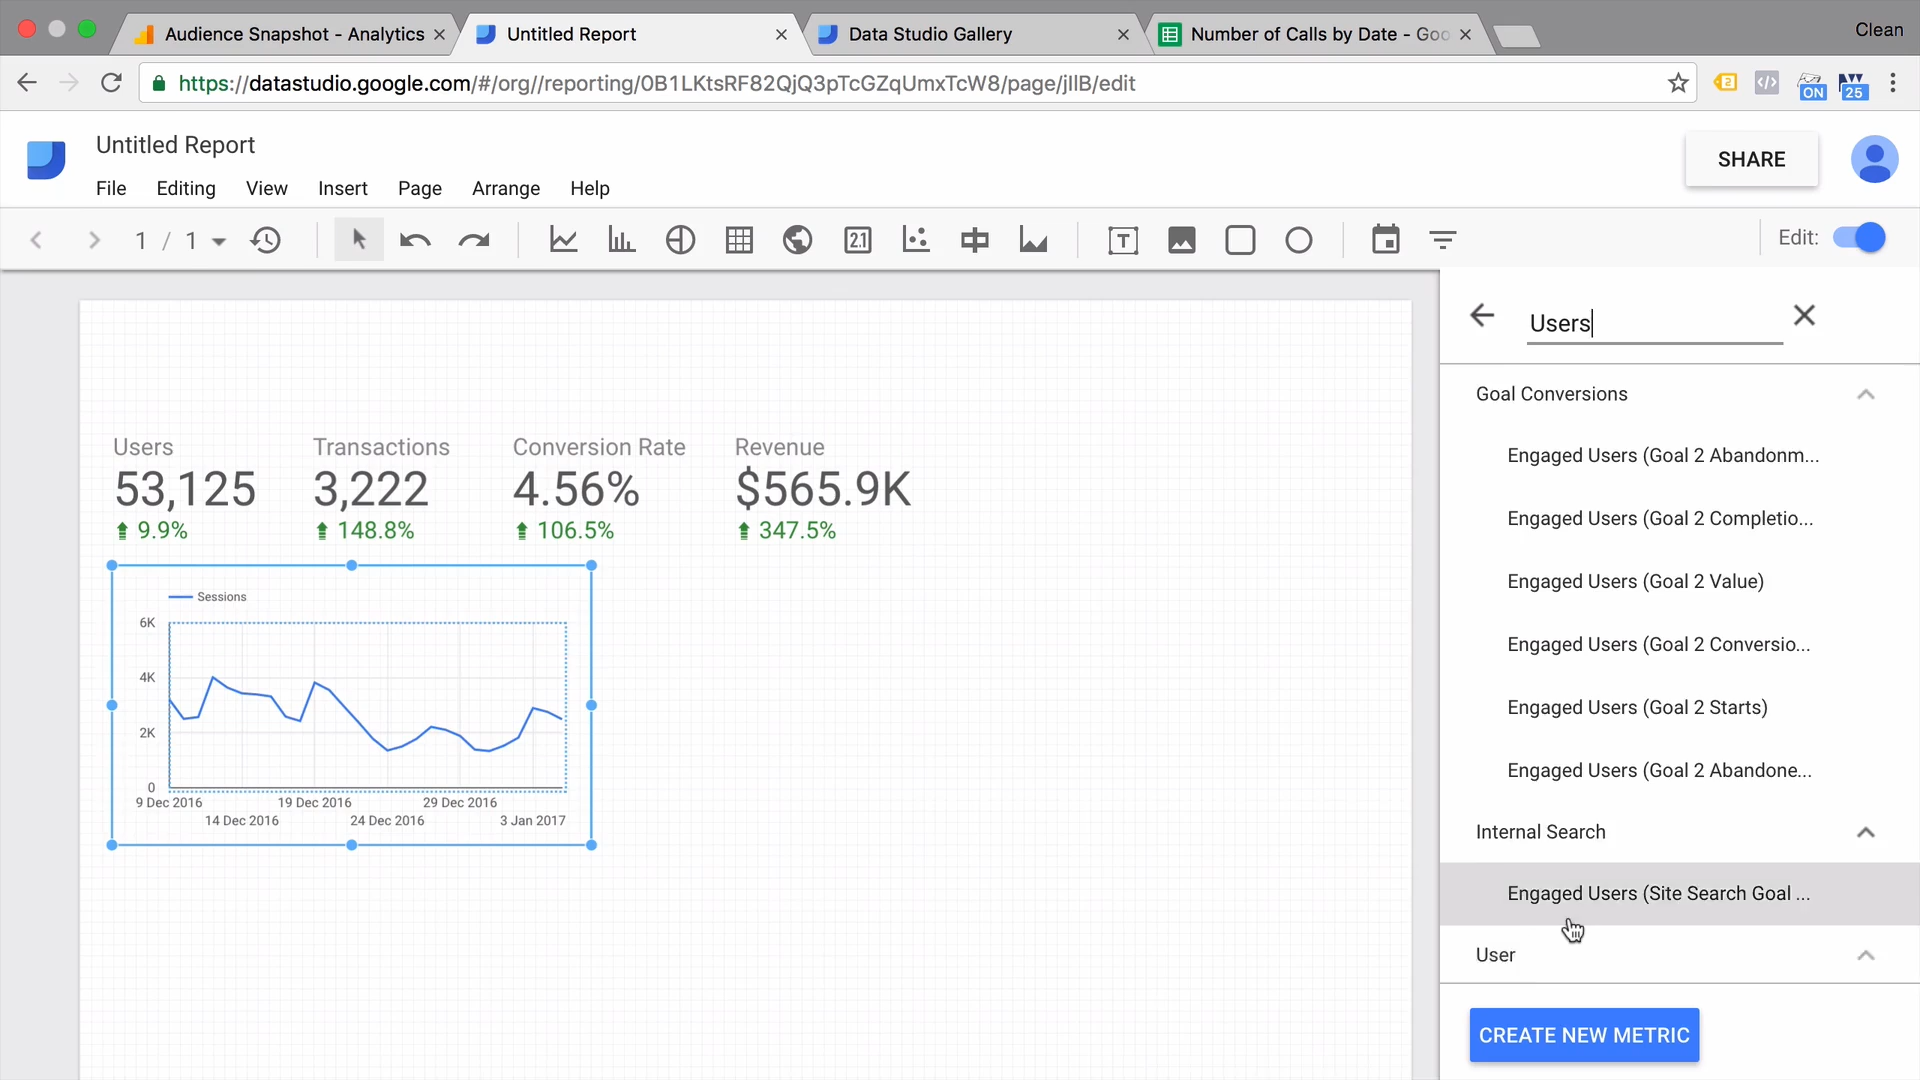 Audience Snapshot - Analytics
Untitled Report
Data Studio Gallery
Number of Calls by Date - Goo
Clean
https://datastudio.google.com/#/org//reporting/0B1LKtsRF82QjQ3pTcGZqUmxTcW8/page/jIlB/edit
2
ON
25
Untitled Report
File Editing View Insert Page Arrange Help
SHARE
1 / 1
2.1
T
Edit:
Users
Goal Conversions
Engaged Users (Goal 2 Abandonm...
Engaged Users (Goal 2 Completio...
Engaged Users (Goal 2 Value)
Engaged Users (Goal 2 Conversio...
Engaged Users (Goal 2 Starts)
Engaged Users (Goal 2 Abandone...
Internal Search
Engaged Users (Site Search Goal ...
User
CREATE NEW METRIC
Users
53,125
9.9%
Transactions
3,222
148.8%
Conversion Rate
4.56%
106.5%
Revenue
$565.9K
347.5%
Sessions
6K
4K
2K
0
9 Dec 2016 19 Dec 2016 29 Dec 2016
14 Dec 2016 24 Dec 2016 3 Jan 2017